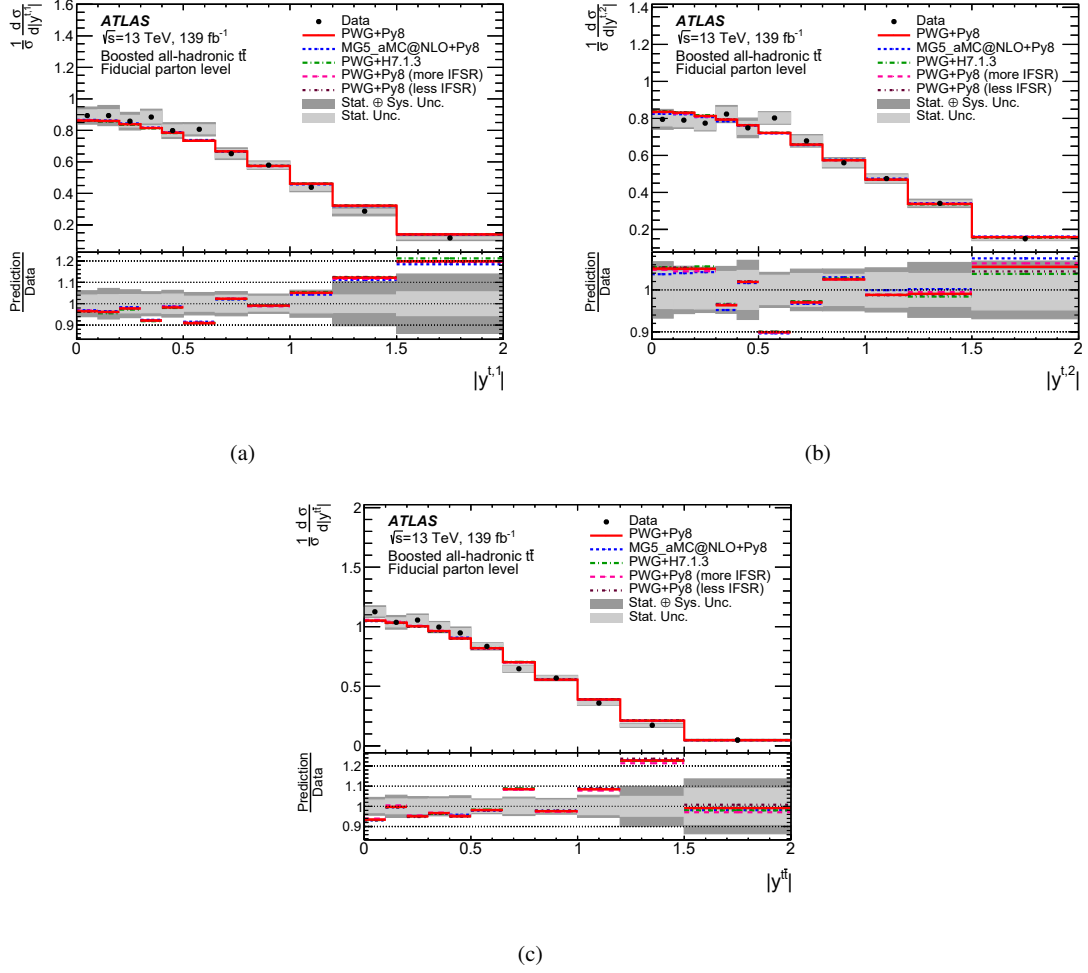 1/σ d σ/d|y^{t,1}|
ATLAS
√s=13 TeV, 139 fb⁻¹
Boosted all-hadronic tt̄
Fiducial parton level
Data
PWG+Py8
MG5_aMC@NLO+Py8
PWG+H7.1.3
PWG+Py8 (more IFSR)
PWG+Py8 (less IFSR)
Stat. ⊕ Sys. Unc.
Stat. Unc.
1.6
1.4
1.2
1
0.8
0.6
0.4
0.2
Prediction
Data
1.2
1.1
1.0
0.9
0 0.5 1 1.5 2
|y^{t,1}|
(a)
1/σ d σ/d|y^{t,2}|
ATLAS
√s=13 TeV, 139 fb⁻¹
Boosted all-hadronic tt̄
Fiducial parton level
Data
PWG+Py8
MG5_aMC@NLO+Py8
PWG+H7.1.3
PWG+Py8 (more IFSR)
PWG+Py8 (less IFSR)
Stat. ⊕ Sys. Unc.
Stat. Unc.
1.4
1.2
1
0.8
0.6
0.4
0.2
Prediction
Data
1
0.9
0 0.5 1 1.5 2
|y^{t,2}|
(b)
1/σ d σ/d|y^{tt̄}|
ATLAS
√s=13 TeV, 139 fb⁻¹
Boosted all-hadronic tt̄
Fiducial parton level
Data
PWG+Py8
MG5_aMC@NLO+Py8
PWG+H7.1.3
PWG+Py8 (more IFSR)
PWG+Py8 (less IFSR)
Stat. ⊕ Sys. Unc.
Stat. Unc.
2
1.5
1
0.5
0
Prediction
Data
1.2
1.1
1.0
0.9
0 0.5 1 1.5 2
|y^{tt̄}|
(c)